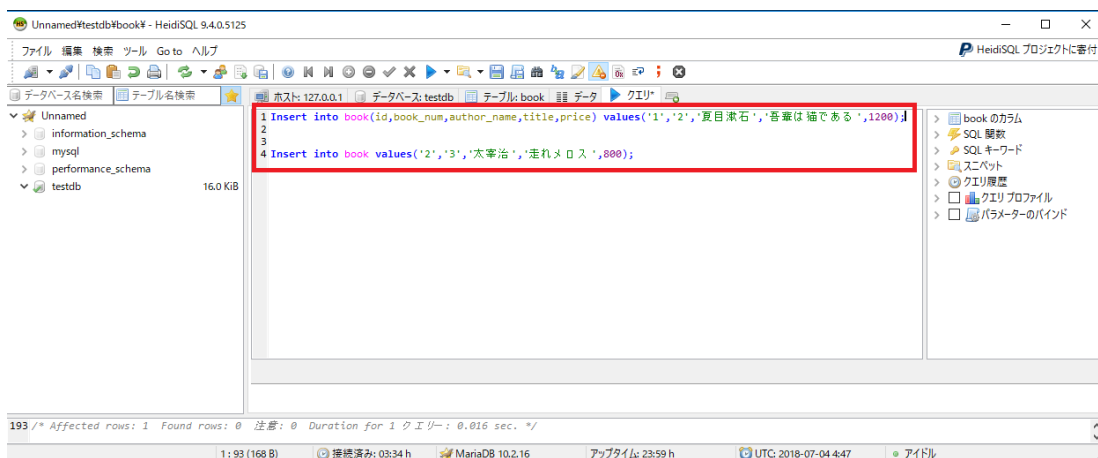 Unnamed¥testdb¥book¥ - HeidiSQL 9.4.0.5125
ファイル 編集 検索 ツール Go to ヘルプ
HeidiSQL プロジェクトに寄付
データベース名検索 テーブル名検索
ホスト: 127.0.0.1 データベース: testdb テーブル: book データ クエリ*
Unnamed
information_schema
mysql
performance_schema
testdb 16.0 KiB
1 Insert into book(id,book_num,author_name,title,price) values('1','2','夏目漱石','吾輩は猫である',1200);
2
3
4 Insert into book values('2','3','太宰治','走れメロス',800);
book のカラム
SQL 関数
SQL キーワード
スニペット
クエリ履歴
クエリ プロファイル
パラメーターのバインド
193 /* Affected rows: 1 Found rows: 0 注意: 0 Duration for 1 クエリー: 0.016 sec. */
1 : 93 (168 B) 接続済み: 03:34 h MariaDB 10.2.16 アップタイム: 23:59 h UTC: 2018-07-04 4:47 アイドル